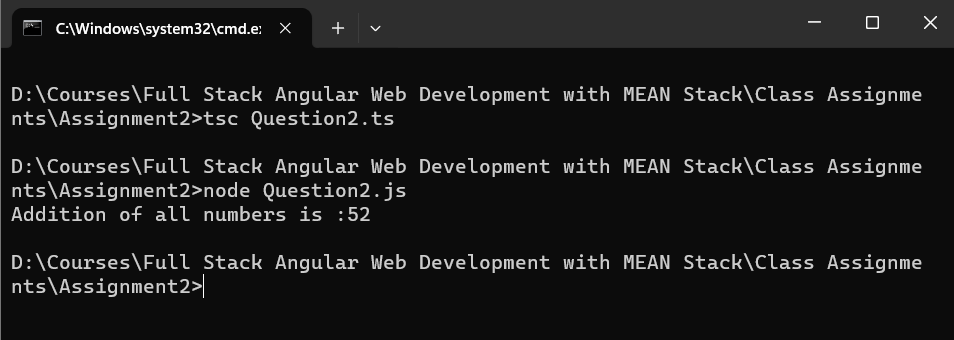 C:\Windows\system32\cmd.e
D:\Courses\Full Stack Angular Web Development with MEAN Stack\Class Assignme
nts\Assignment2>tsc Question2.ts
D:\Courses\Full Stack Angular Web Development with MEAN Stack\Class Assignme
nts\Assignment2>node Question2.js
Addition of all numbers is :52
D:\Courses\Full Stack Angular Web Development with MEAN Stack\Class Assignme
nts\Assignment2>